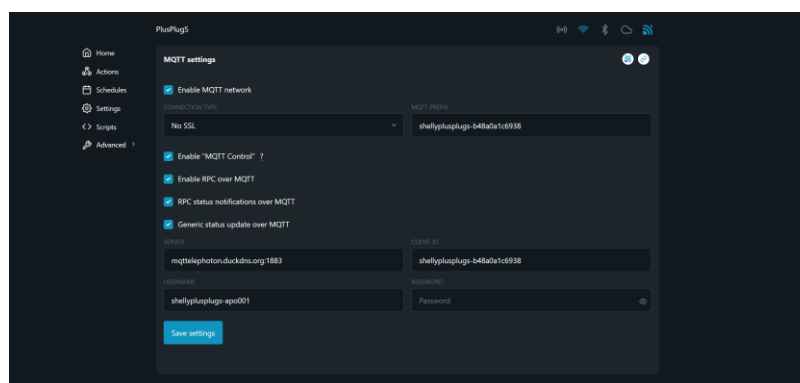 PlusPlugS
Home
Actions
Schedules
Settings
Scripts
Advanced
MQTT settings
Enable MQTT network
CONNECTION TYPE
MQTT PREFIX
No SSL
shellyplusplugs-b48a0a1c6938
Enable "MQTT Control" ?
Enable RPC over MQTT
RPC status notifications over MQTT
Generic status update over MQTT
SERVER
CLIENT ID
mqttelephoton.duckdns.org:1883
shellyplusplugs-b48a0a1c6938
USERNAME
PASSWORD
shellyplusplugs-apo001
Password
Save settings